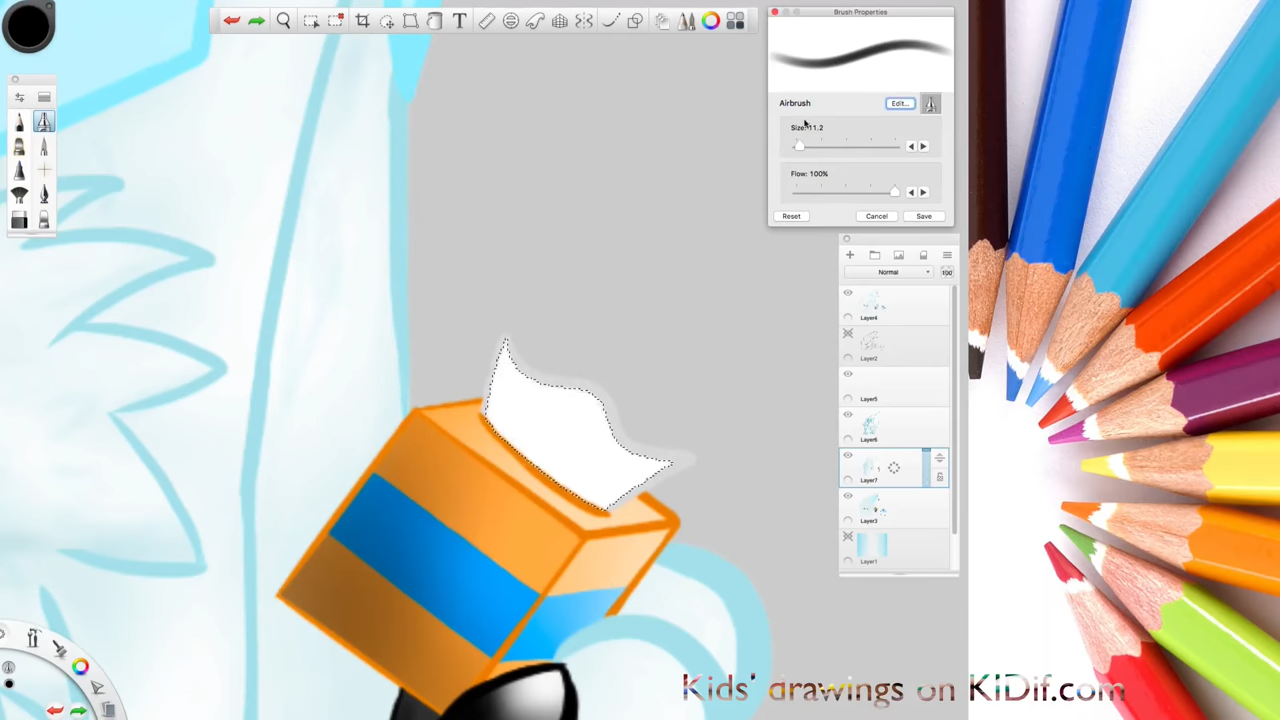 T
Brush Properties
Airbrush
Edit...
Size: 11.2
Flow: 100%
Reset
Cancel
Save
Normal
100
Layer4
Layer2
Layer5
Layer6
Layer7
Layer3
Layer1
Kids' drawings on KIDif.com